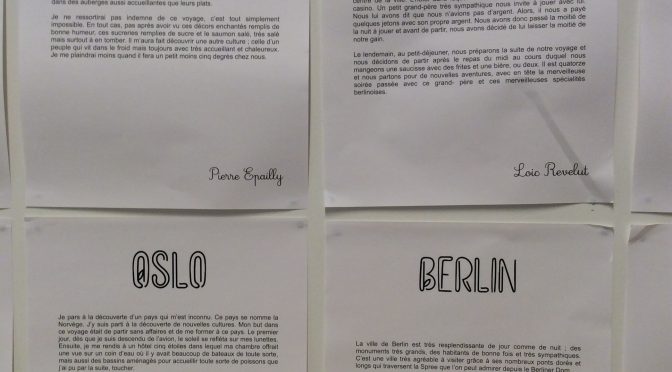 dans des auberges aussi accueillantes que leurs plats.
Je ne ressortirai pas indemne de ce voyage, c'est tout simplement
impossible. En tout cas, pas après avoir vu ces décors enchantés remplis de
bonne humeur, ces sucreries remplies de sucre et le saumon salé, très salé
mais surtout à en tomber. Il m'aura fait découvrir une autre culture ; celle d'un
peuple qui vit dans le froid mais toujours avec très accueillant et chaleureux.
Je me plaindrai moins quand il fera un petit moins cinq degrés chez nous.
Pierre Epailly
casino. Un petit grand-père très sympathique nous invite à jouer avec lui.
Nous lui avons dit que nous n'avions pas d'argent. Alors, il nous a payé
quelques jetons avec son propre argent. Nous avons donc passé la moitié de
la nuit à jouer et avant de partir, nous avons décidé de lui laisser la moitié de
notre gain.
Le lendemain, au petit-déjeuner, nous préparons la suite de notre voyage et
nous décidons de partir après le repas du midi au cours duquel nous
mangeons une saucisse avec des frites et une bière, ou deux. Il est quatorze
et nous partons pour de nouvelles aventures, avec en tête la merveilleuse
soirée passée avec ce grand- père et ces merveilleuses spécialités
berlinoises.
Loic Revelut
OSLO
Je pars à la découverte d'un pays qui m'est inconnu. Ce pays se nomme la
Norvège. J'y suis parti à la découverte de nouvelles cultures. Mon but dans
ce voyage était de partir sans affaires et de me former à ce pays. Le premier
jour, dès que je suis descendu de l'avion, le soleil se refléta sur mes lunettes.
Ensuite, je me rendis à un hôtel cinq étoiles dans lequel ma chambre offrait
une vue sur un coin d'eau où il y avait beaucoup de bateaux de toute sorte,
mais aussi des bassins aménagés pour accueillir toute sorte de poissons que
j'ai pu par la suite, toucher.
BERLIN
La ville de Berlin est très resplendissante de jour comme de nuit ; des
monuments très grands, des habitants de bonne foi et très sympathiques.
C'est une ville très agréable à visiter grâce à ses nombreux ponts dorés et
longs qui traversent la Spree que l'on peut admirer depuis le Berliner Dom.